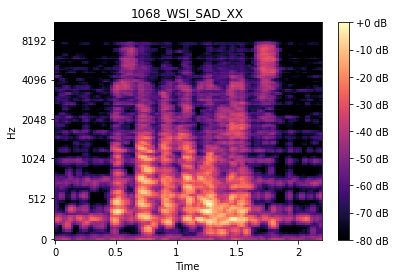 1068_WSI_SAD_XX
+0 dB
8192
-10 dB
4096
-20 dB
-30 dB
2048
Hz
-40 dB
1024
-50 dB
512
-60 dB
-70 dB
0
-80 dB
0 0.5 1 1.5 2
Time